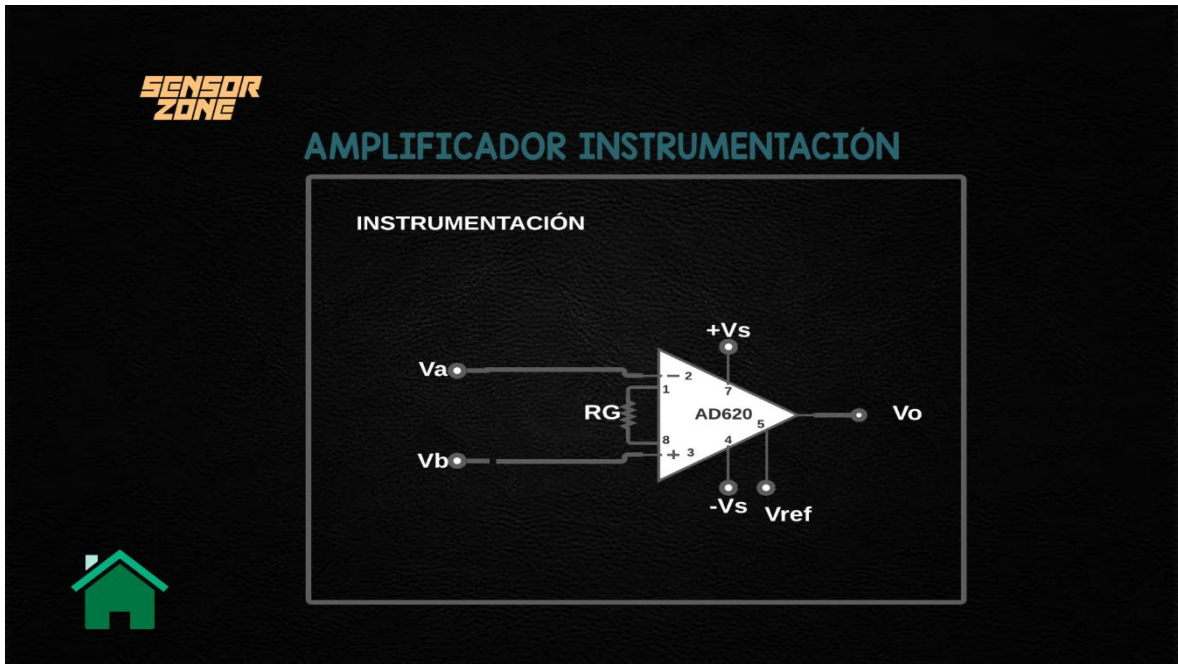 SENSOR
ZONE
AMPLIFICADOR INSTRUMENTACIÓN
INSTRUMENTACIÓN
+Vs
Va
− 2
1
7
RG
AD620
Vo
5
8
4
Vb
+ 3
-Vs
Vref